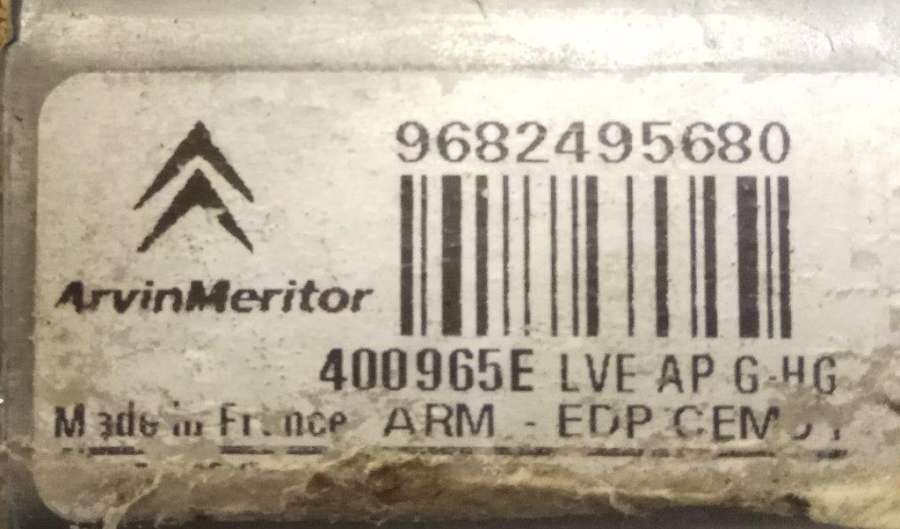 9682495680
ArvinMeritor
400965E LVE AP G-HG
Made in France ARM - EDP CEM